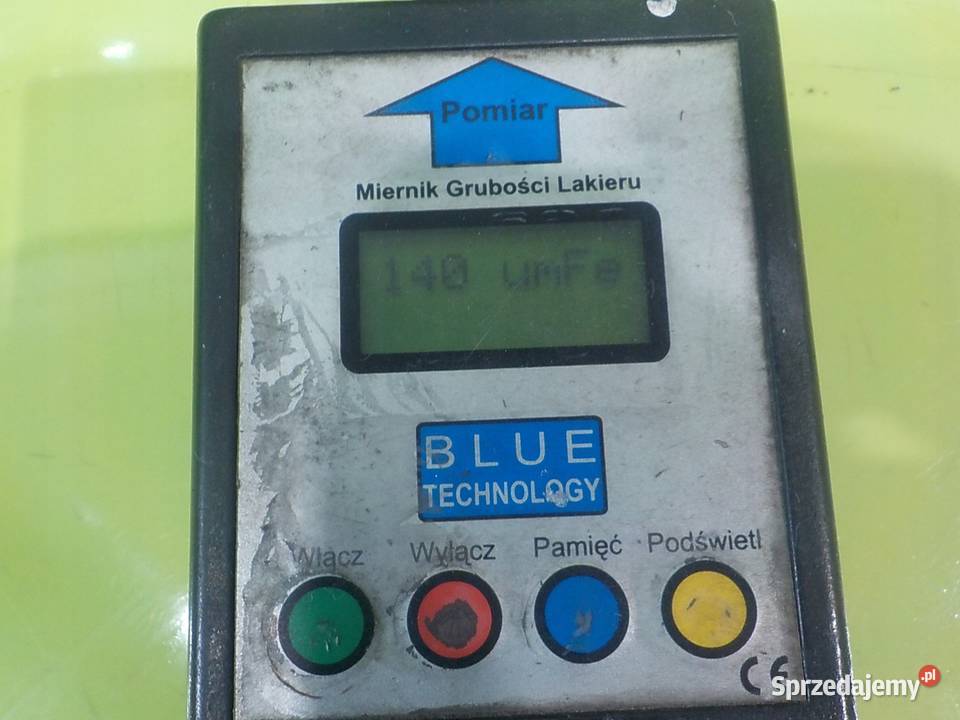 Pomiar
Miernik Grubości Lakieru
140 umFe
BLUE
TECHNOLOGY
Włącz Wyłącz Pamięć Podświetl
CE
Sprzedajemy.pl